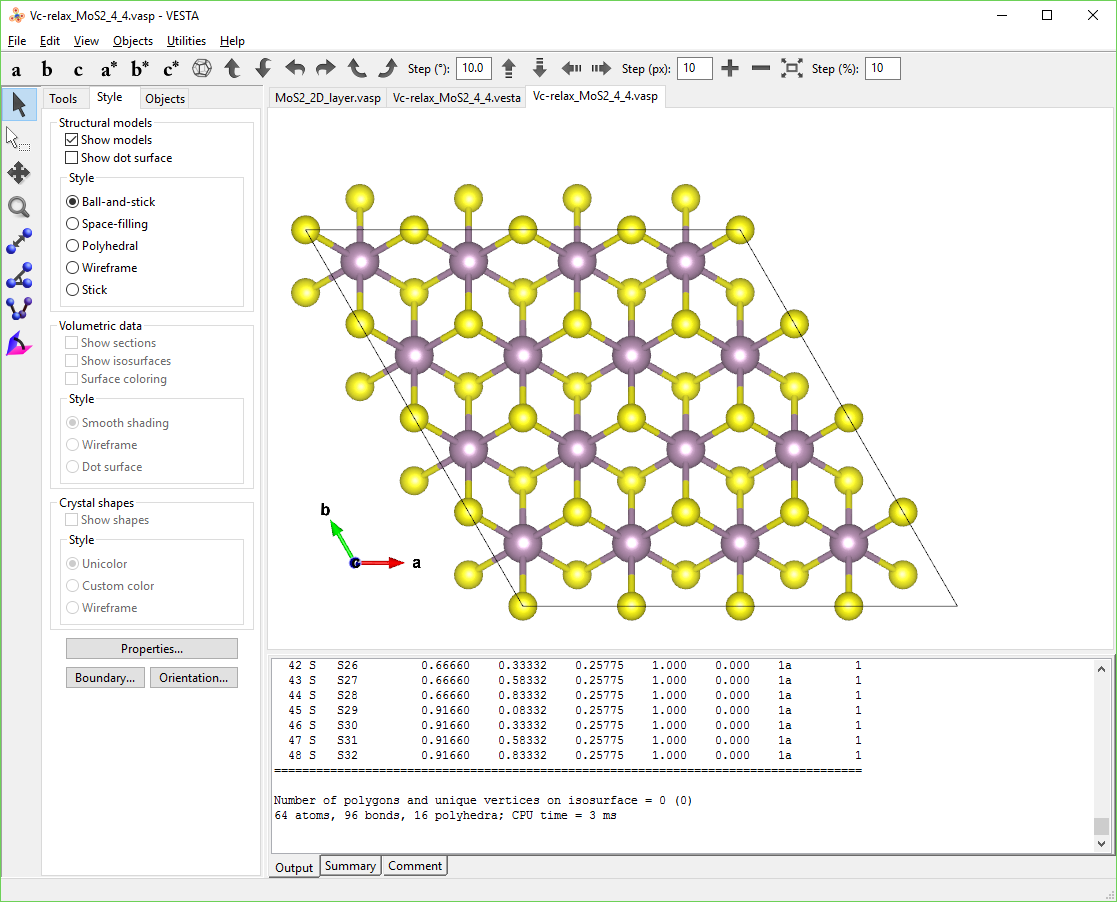 Vc-relax_MoS2_4_4.vasp - VESTA
File Edit View Objects Utilities Help
a b c a* b* c* Step (°): 10.0 Step (px): 10 Step (%): 10
Tools Style Objects
MoS2_2D_layer.vasp Vc-relax_MoS2_4_4.vesta Vc-relax_MoS2_4_4.vasp
Structural models
Show models
Show dot surface
Style
Ball-and-stick
Space-filling
Polyhedral
Wireframe
Stick
Volumetric data
Show sections
Show isosurfaces
Surface coloring
Style
Smooth shading
Wireframe
Dot surface
Crystal shapes
Show shapes
Style
Unicolor
Custom color
Wireframe
Properties...
Boundary... Orientation...
b
a
42 S S26 0.66660 0.33332 0.25775 1.000 0.000 1a 1
43 S S27 0.66660 0.58332 0.25775 1.000 0.000 1a 1
44 S S28 0.66660 0.83332 0.25775 1.000 0.000 1a 1
45 S S29 0.91660 0.08332 0.25775 1.000 0.000 1a 1
46 S S30 0.91660 0.33332 0.25775 1.000 0.000 1a 1
47 S S31 0.91660 0.58332 0.25775 1.000 0.000 1a 1
48 S S32 0.91660 0.83332 0.25775 1.000 0.000 1a 1
Number of polygons and unique vertices on isosurface = 0 (0)
64 atoms, 96 bonds, 16 polyhedra; CPU time = 3 ms
Output Summary Comment